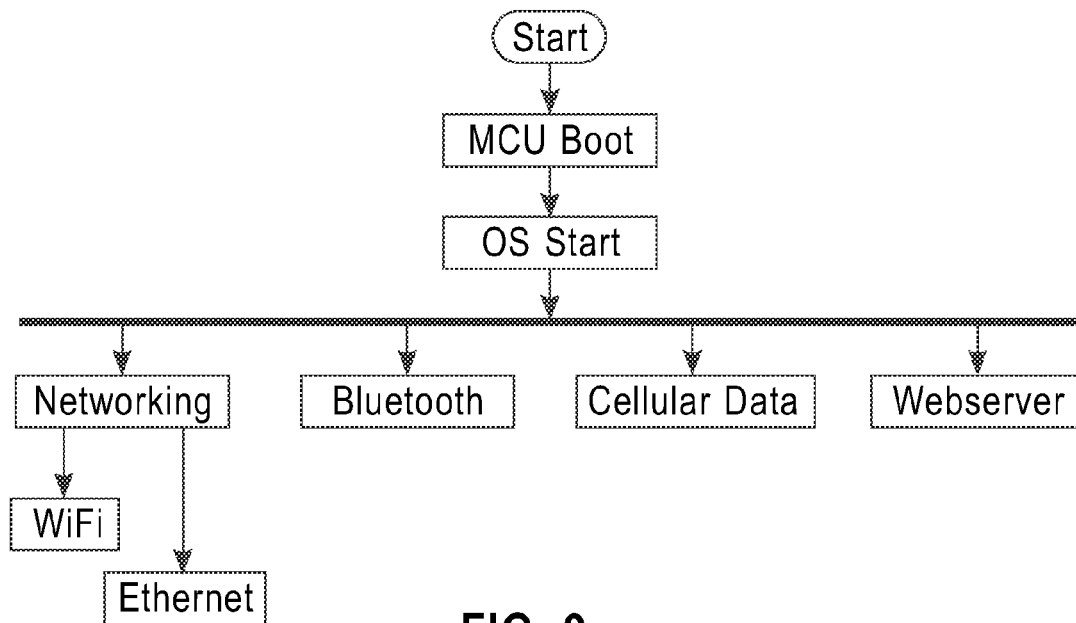 Start
MCU Boot
OS Start
Networking
Bluetooth
Cellular Data
Webserver
WiFi
Ethernet